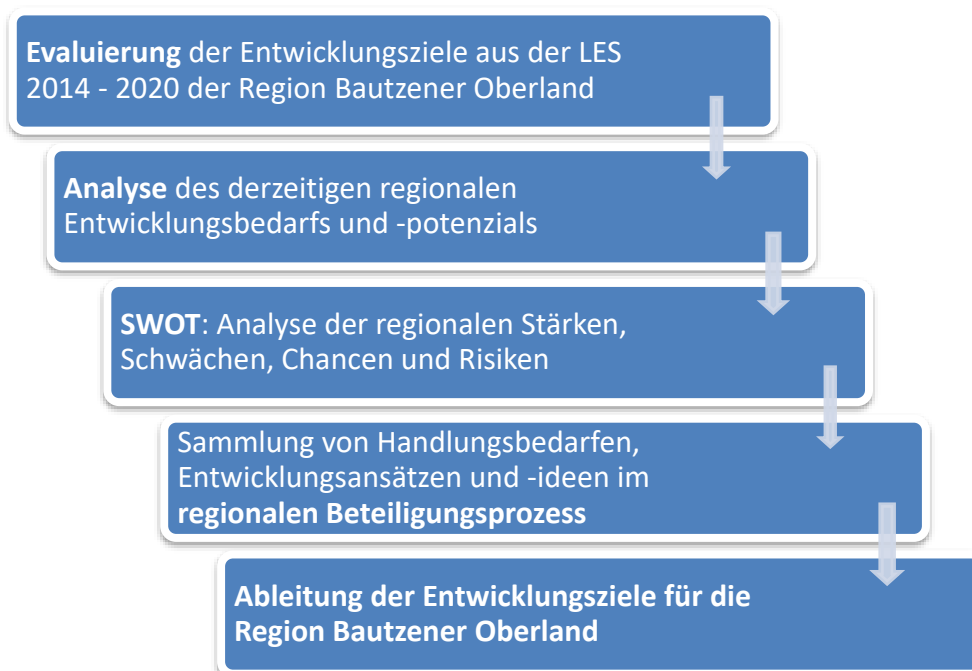 Evaluierung der Entwicklungsziele aus der LES
2014 - 2020 der Region Bautzener Oberland
Analyse des derzeitigen regionalen
Entwicklungsbedarfs und -potenzials
SWOT: Analyse der regionalen Stärken,
Schwächen, Chancen und Risiken
Sammlung von Handlungsbedarfen,
Entwicklungsansätzen und -ideen im
regionalen Beteiligungsprozess
Ableitung der Entwicklungsziele für die
Region Bautzener Oberland